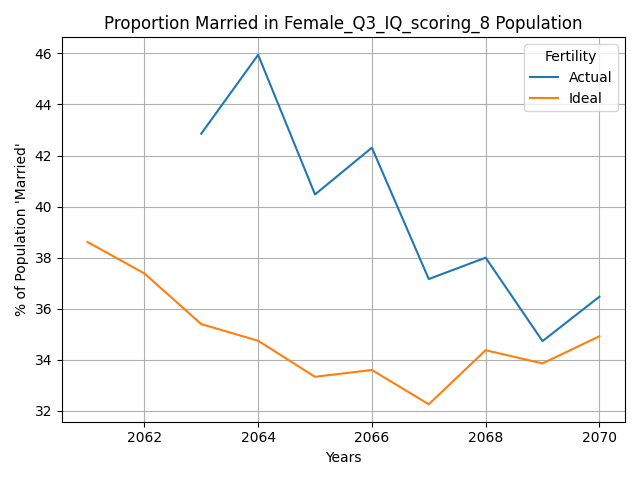 Proportion Married in Female_Q3_IQ_scoring_8 Population
Fertility
Actual
Ideal
% of Population 'Married'
46
44
42
40
38
36
34
32
2062
2064
2066
2068
2070
Years